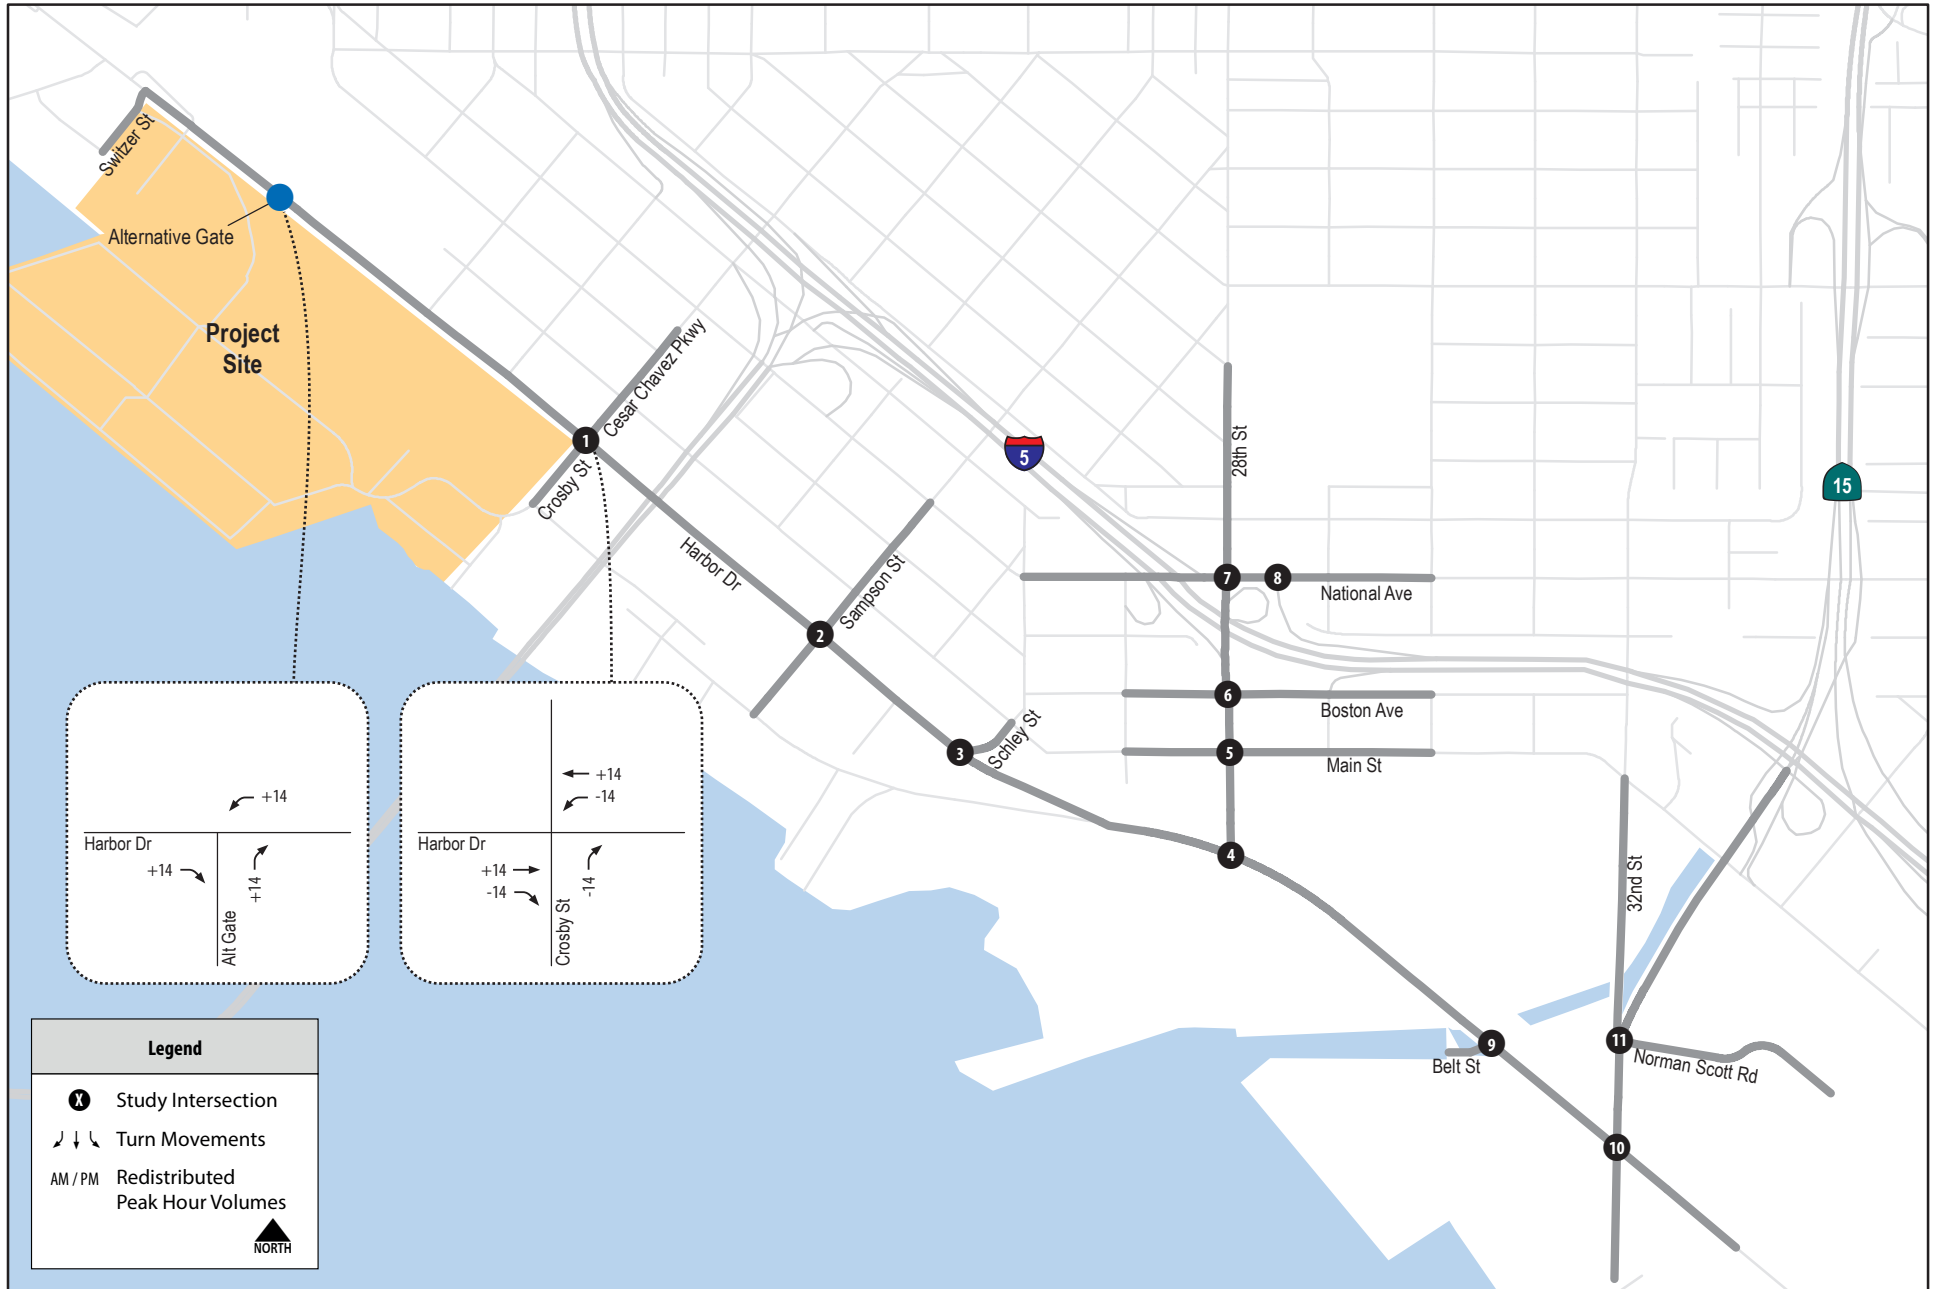 Switzer St
Alternative Gate
Project
Site
Cesar Chavez Pkwy
1
Crosby St
Harbor Dr
Sampson St
2
3
Schley St
5
28th St
7
8
National Ave
6
Boston Ave
5
Main St
4
15
32nd St
9
Belt St
11
Norman Scott Rd
10
+14
Harbor Dr
+14
+14
Alt Gate
+14
-14
Harbor Dr
+14
-14
-14
Crosby St
Legend
X Study Intersection
Turn Movements
AM / PM Redistributed
Peak Hour Volumes
NORTH